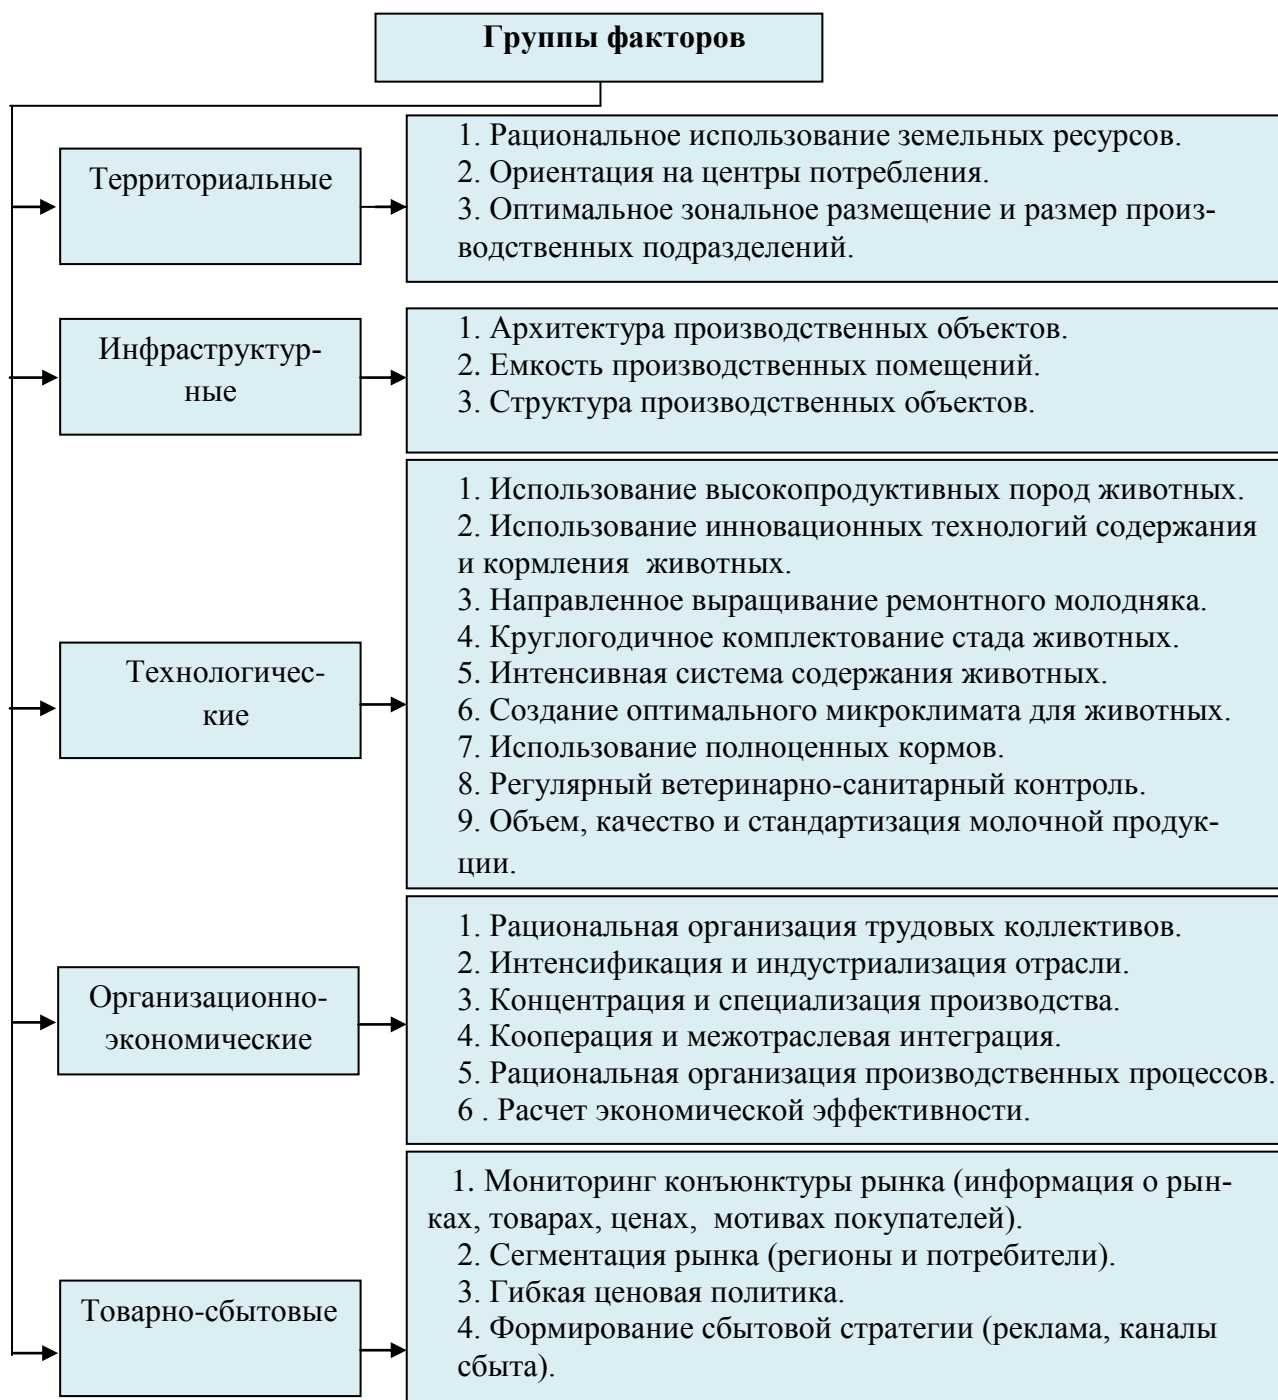 Группы факторов
Территориальные
1. Рациональное использование земельных ресурсов.
2. Ориентация на центры потребления.
3. Оптимальное зональное размещение и размер произ-
водственных подразделений.
Инфраструктур-
ные
1. Архитектура производственных объектов.
2. Емкость производственных помещений.
3. Структура производственных объектов.
Технологичес-
кие
1. Использование высокопродуктивных пород животных.
2. Использование инновационных технологий содержания
и кормления животных.
3. Направленное выращивание ремонтного молодняка.
4. Круглогодичное комплектование стада животных.
5. Интенсивная система содержания животных.
6. Создание оптимального микроклимата для животных.
7. Использование полноценных кормов.
8. Регулярный ветеринарно-санитарный контроль.
9. Объем, качество и стандартизация молочной продук-
ции.
Организационно-
экономические
1. Рациональная организация трудовых коллективов.
2. Интенсификация и индустриализация отрасли.
3. Концентрация и специализация производства.
4. Кооперация и межотраслевая интеграция.
5. Рациональная организация производственных процессов.
6 . Расчет экономической эффективности.
Товарно-сбытовые
1. Мониторинг конъюнктуры рынка (информация о рын-
ках, товарах, ценах, мотивах покупателей).
2. Сегментация рынка (регионы и потребители).
3. Гибкая ценовая политика.
4. Формирование сбытовой стратегии (реклама, каналы
сбыта).